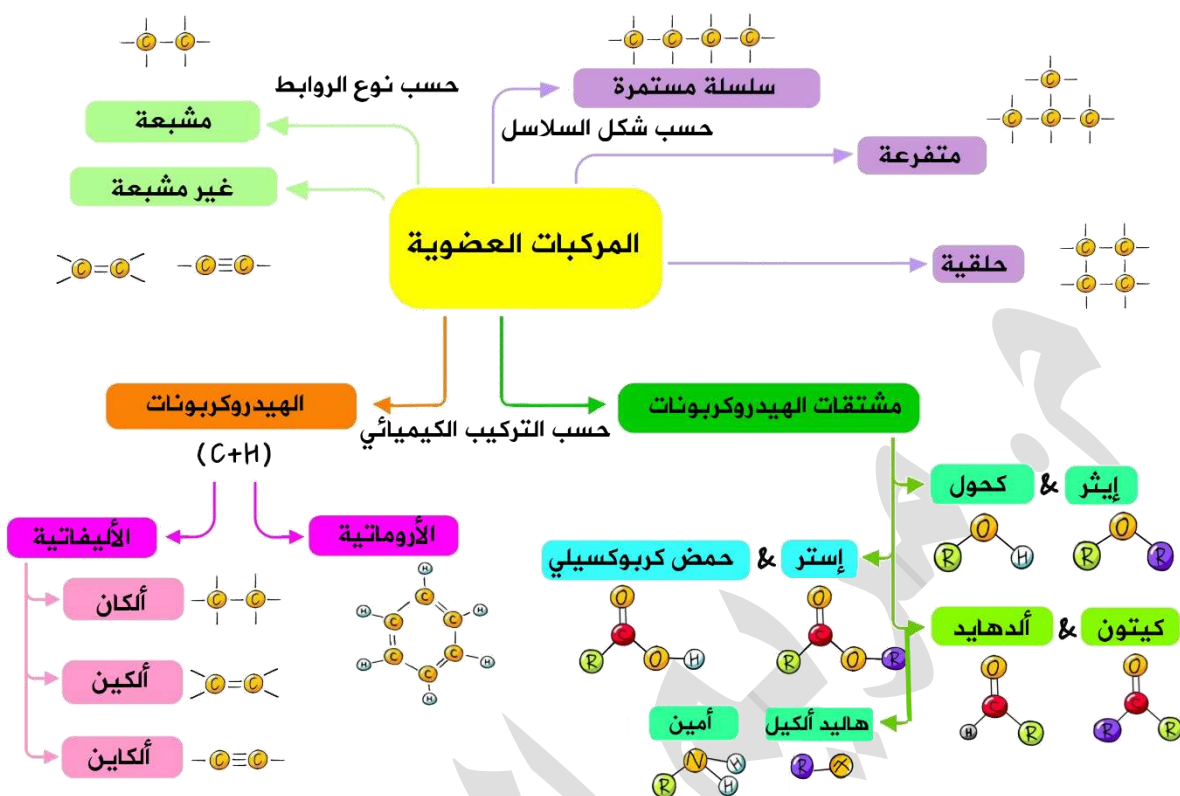 سلسلة مستمرة
حسب نوع الروابط
مشبعة
حسب شكل السلاسل
متفرعة
غير مشبعة
المركبات العضوية
حلقية
الهيدروكربونات
مشتقات الهيدروكربونات
حسب التركيب الكيميائي
(C+H)
إيثر & كحول
الأروماتية
الأليفاتية
إستر & حمض كربوكسيلي
ألكان
كيتون & ألدهايد
ألكين
هاليد ألكيل
أمين
ألكاين